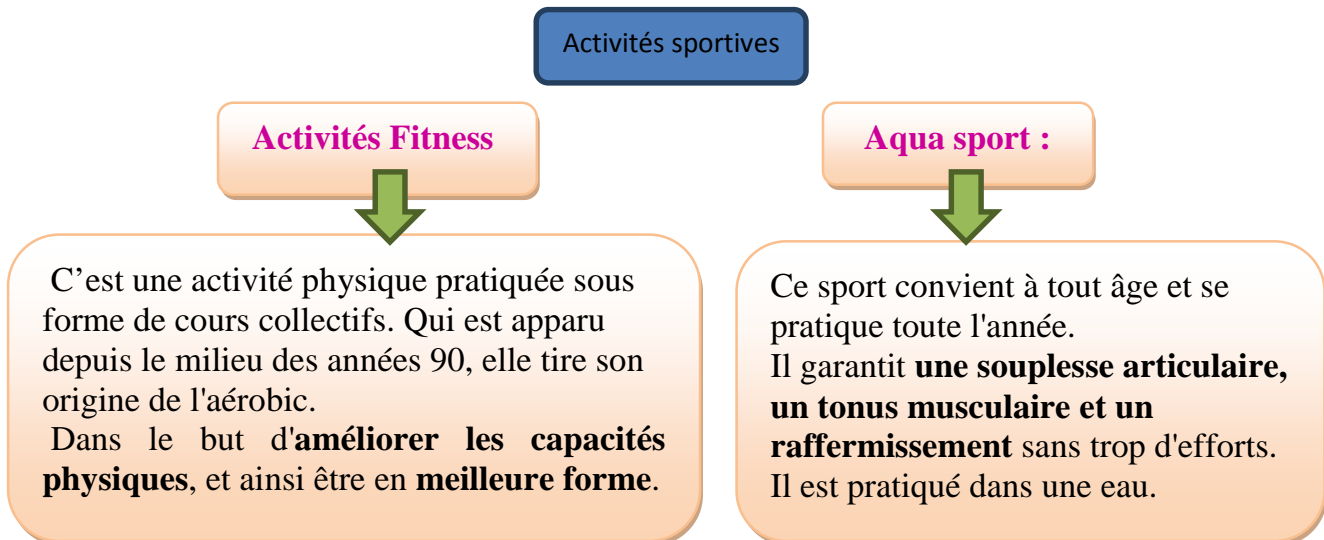 Activités sportives
Activités Fitness
Aqua sport :
C’est une activité physique pratiquée sous
forme de cours collectifs. Qui est apparu
depuis le milieu des années 90, elle tire son
origine de l'aérobic.
Dans le but d'améliorer les capacités
physiques, et ainsi être en meilleure forme.
Ce sport convient à tout âge et se
pratique toute l'année.
Il garantit une souplesse articulaire,
un tonus musculaire et un
raffermissement sans trop d'efforts.
Il est pratiqué dans une eau.